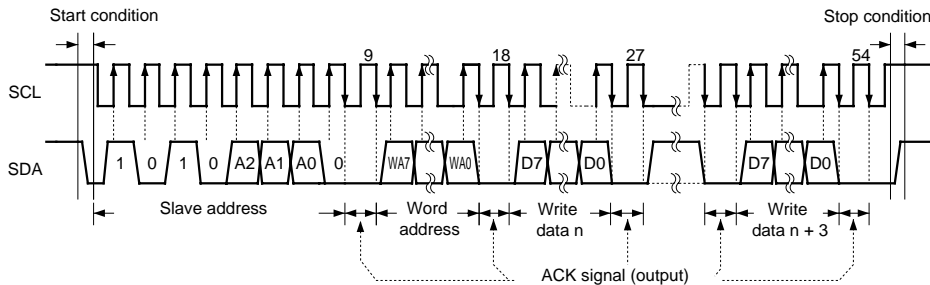 Start condition
Stop condition
9
18
27
54
SCL
SDA
1
0
1
0
A2
A1
A0
0
WA7
WA0
D7
D0
D7
D0
Slave address
Word
address
Write
data n
Write
data n + 3
ACK signal (output)